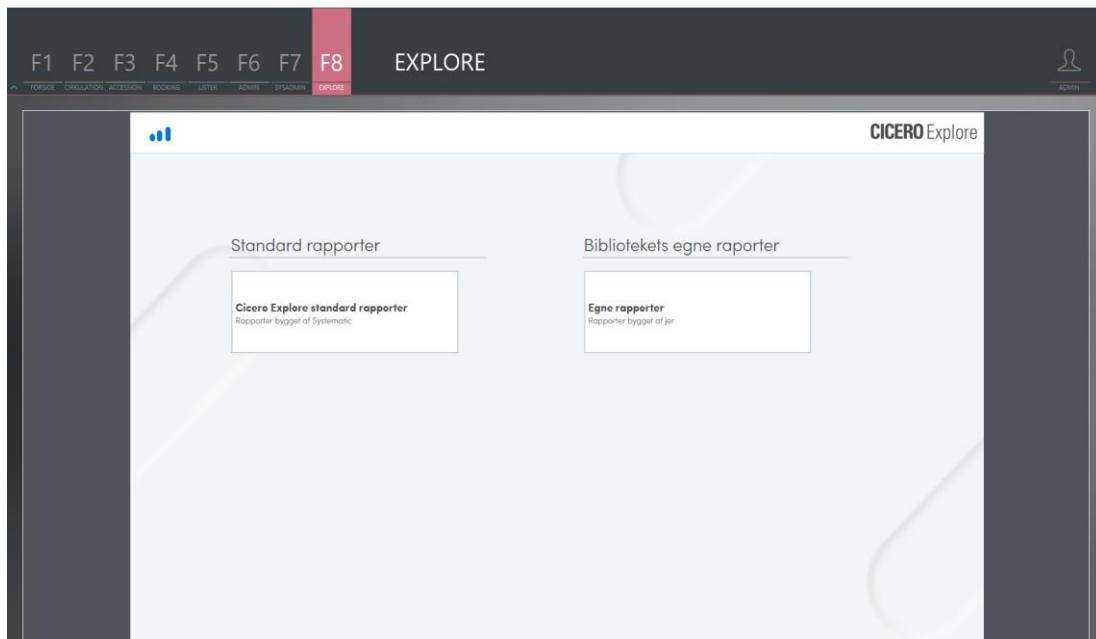 F1 F2 F3 F4 F5 F6 F7 F8 EXPLORE
FORSIDE CIRKULATION ACCESSION BOOKING LISTER ADMIN SYSADMIN EXPLORE ADMIN
CICERO Explore
Standard rapporter
Bibliotekets egne raporter
Cicero Explore standard rapporter
Rapporter bygget af Systematic
Egne rapporter
Rapporter bygget af jer